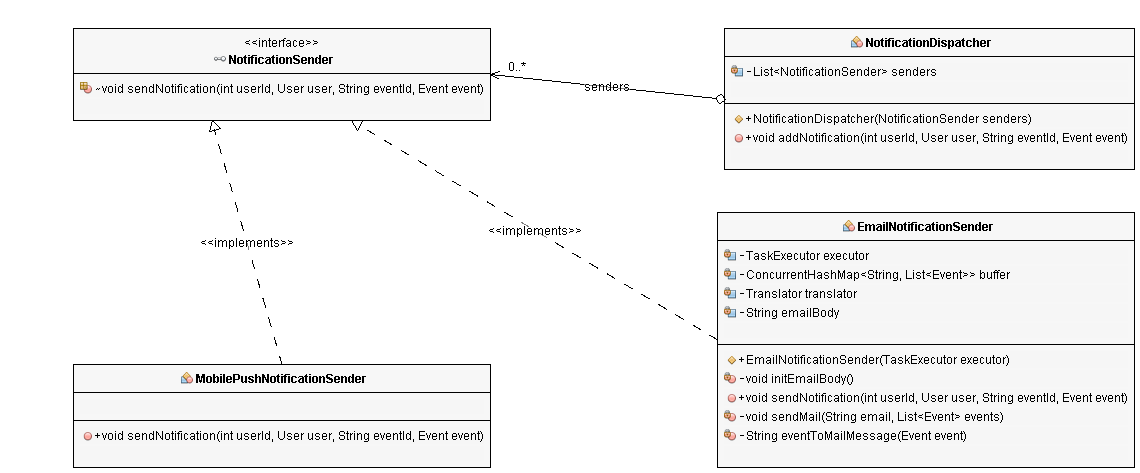 <<interface>>
NotificationSender
~void sendNotification(int userId, User user, String eventId, Event event)
0..*
senders
NotificationDispatcher
-List<NotificationSender> senders
+NotificationDispatcher(NotificationSender senders)
+void addNotification(int userId, User user, String eventId, Event event)
<<implements>>
<<implements>>
EmailNotificationSender
-TaskExecutor executor
-ConcurrentHashMap<String, List<Event>> buffer
-Translator translator
-String emailBody
+EmailNotificationSender(TaskExecutor executor)
-void initEmailBody()
+void sendNotification(int userId, User user, String eventId, Event event)
-void sendMail(String email, List<Event> events)
-String eventToMailMessage(Event event)
MobilePushNotificationSender
+void sendNotification(int userId, User user, String eventId, Event event)